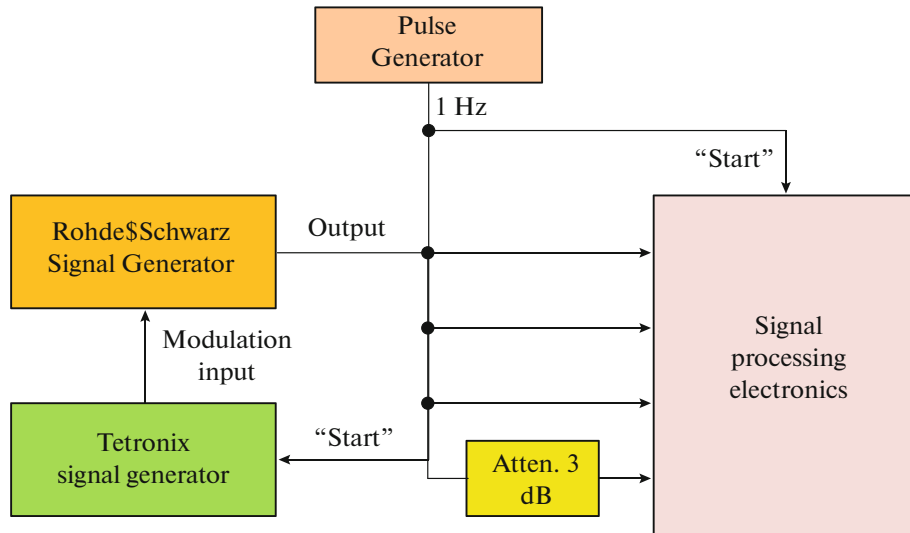 Pulse
Generator
1 Hz
“Start”
Rohde$Schwarz
Signal Generator
Output
Modulation
input
Signal
processing
electronics
Tetronix
signal generator
“Start”
Atten. 3
dB